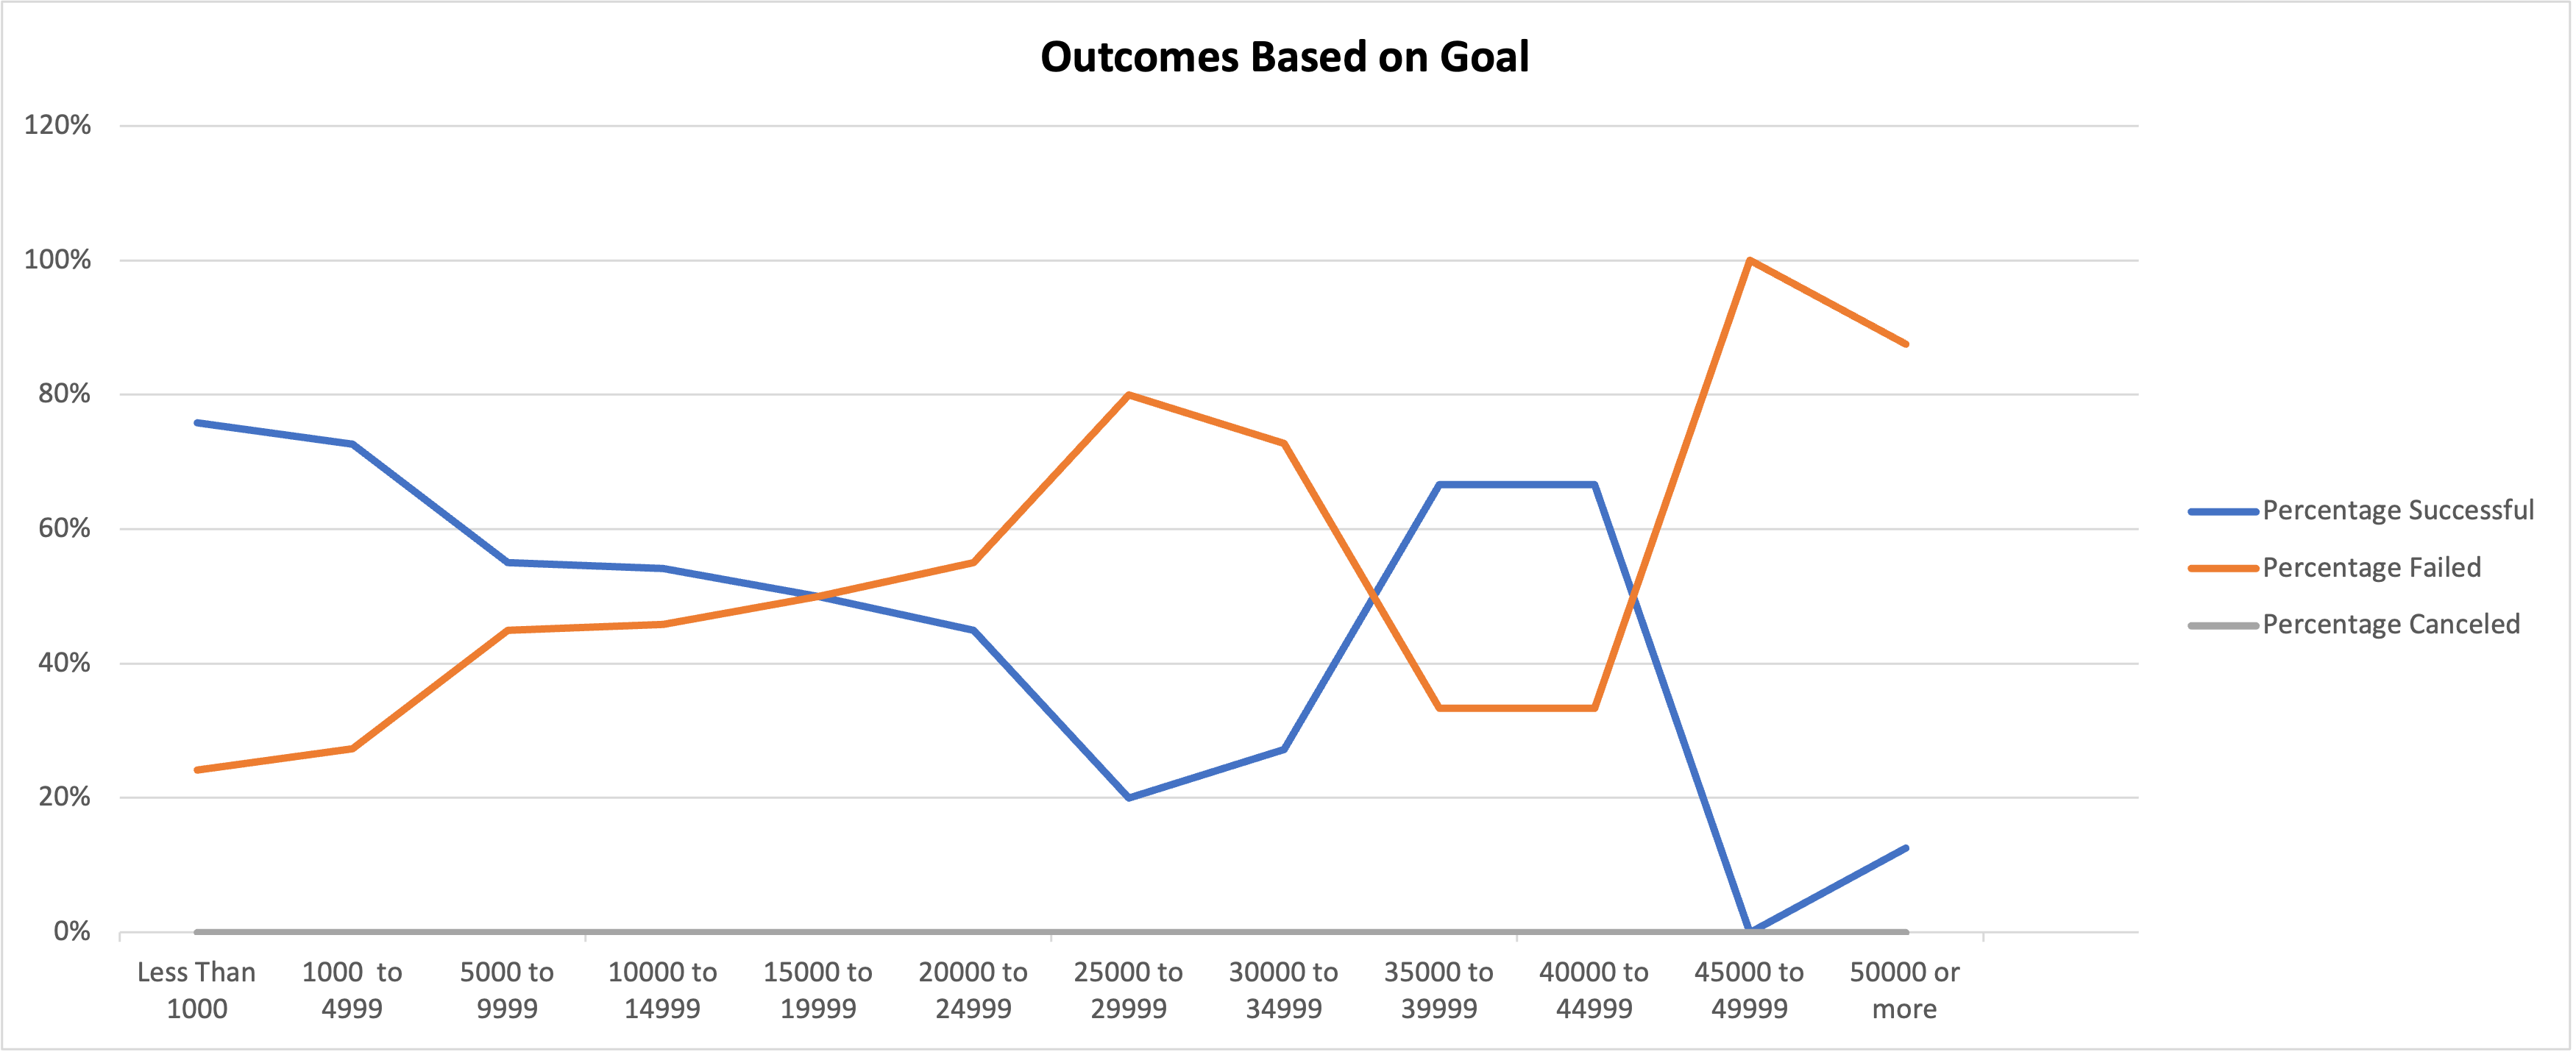 Outcomes Based on Goal
120%
100%
80%
60%
40%
20%
0%
Less Than
1000
1000 to
4999
5000 to
9999
10000 to
14999
15000 to
19999
20000 to
24999
25000 to
29999
30000 to
34999
35000 to
39999
40000 to
44999
45000 to
49999
50000 or
more
Percentage Successful
Percentage Failed
Percentage Canceled